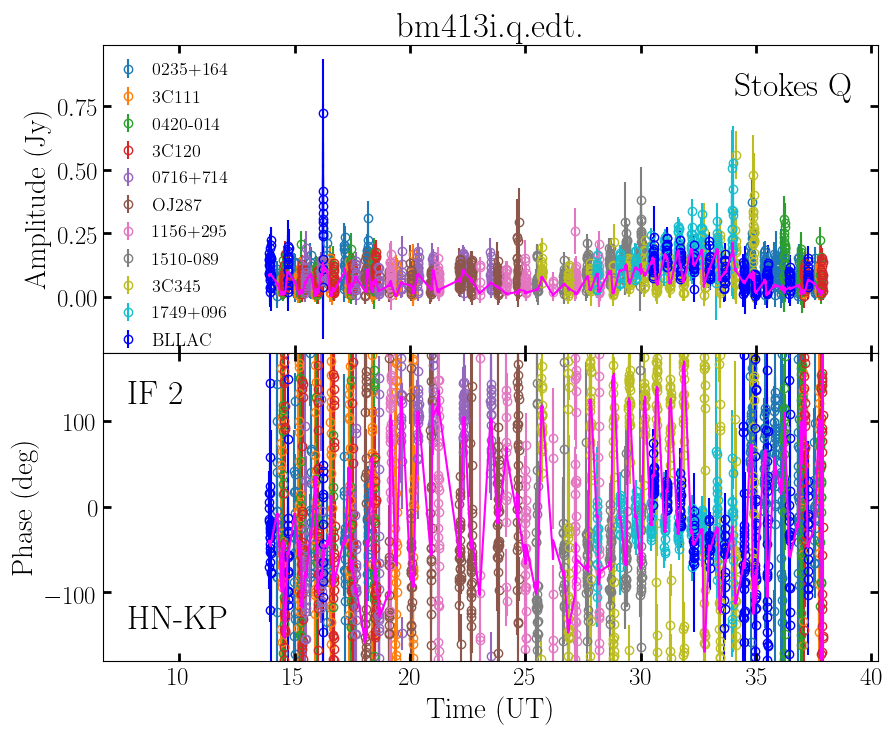 bm413i.q.edt.
Stokes Q
0235+164
3C111
0420-014
3C120
0716+714
OJ287
1156+295
1510-089
3C345
1749+096
BLLAC
Amplitude (Jy)
0.75
0.50
0.25
0.00
IF 2
HN-KP
Phase (deg)
100
0
−100
10 15 20 25 30 35 40
Time (UT)